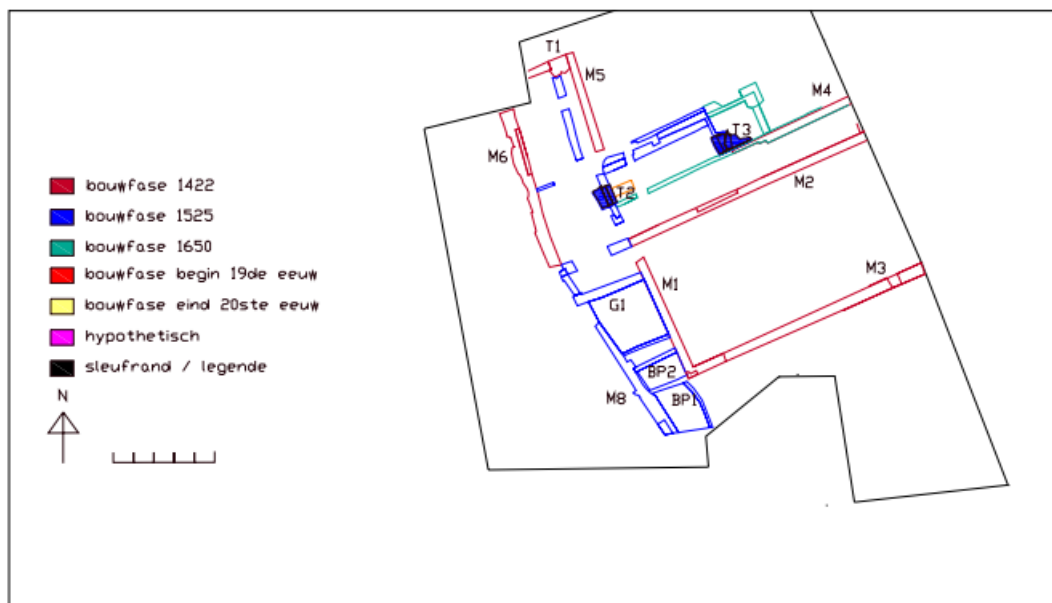 T1
M5
M4
M6
T3
T2
M2
bouwfase 1422
bouwfase 1525
bouwfase 1650
bouwfase begin 19de eeuw
bouwfase eind 20ste eeuw
hypothetisch
sleufrand / legende
M3
M1
G1
BP2
M8
BP1
N